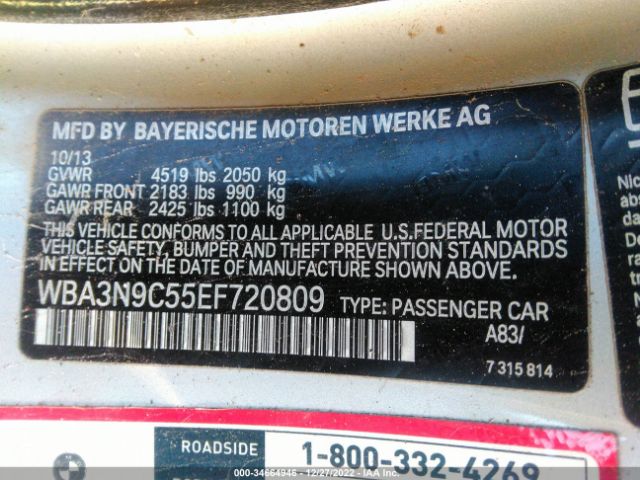 MFD BY BAYERISCHE MOTOREN WERKE AG
10/13
GVWR 4519 lbs 2050 kg
GAWR FRONT 2183 lbs 990 kg
GAWR REAR 2425 lbs 1100 kg
THIS VEHICLE CONFORMS TO ALL APPLICABLE U.S.FEDERAL MOTOR
VEHICLE SAFETY, BUMPER AND THEFT PREVENTION STANDARDS
IN EFFECT ON THE DATE OF MANUFACTURE SHOWN ABOVE.
WBA3N9C55EF720809 TYPE: PASSENGER CAR
A83/
7 315 814
ROADSIDE 1-800-332-4269
000-34664946 - 12/27/2022 - IAA Inc.